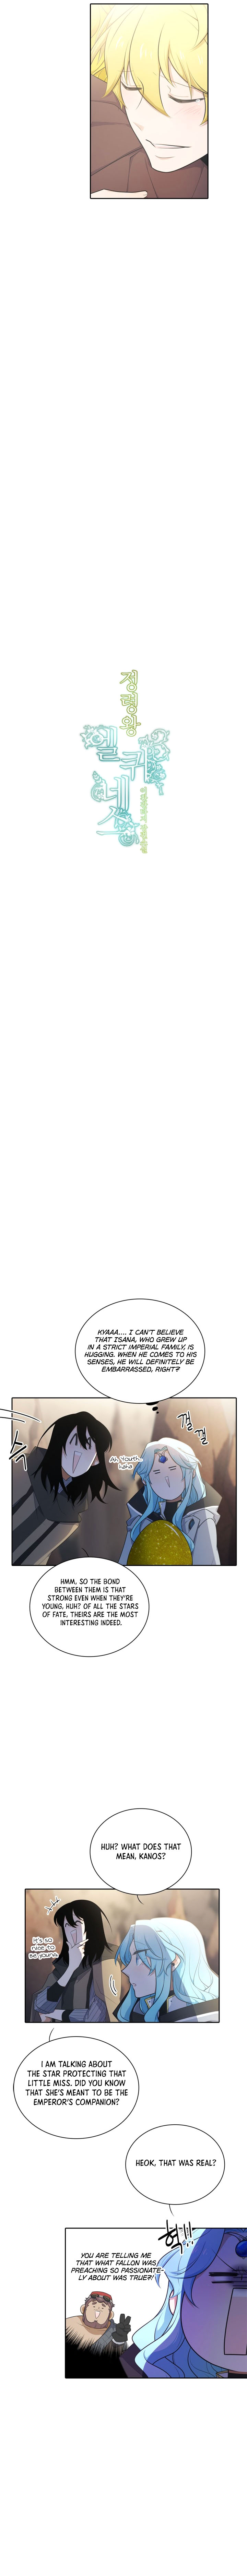 정령왕
엘퀴
네스
KYAAA.... I CAN'T BELIEVE
THAT ISANA, WHO GREW UP
IN A STRICT IMPERIAL FAMILY, IS
HUGGING. WHEN HE COMES TO HIS
SENSES, HE WILL DEFINITELY BE
EMBARRASSED, RIGHT?
Ah, Youth...
haha
껄껄
HMM, SO THE BOND
BETWEEN THEM IS THAT
STRONG EVEN WHEN THEY'RE
YOUNG, HUH? OF ALL THE STARS
OF FATE, THEIRS ARE THE MOST
INTERESTING INDEED.
HUH? WHAT DOES THAT
MEAN, KANOS?
It's so
nice to
be young.
I AM TALKING ABOUT
THE STAR PROTECTING THAT
LITTLE MISS. DID YOU KNOW
THAT SHE'S MEANT TO BE THE
EMPEROR'S COMPANION?
HEOK, THAT WAS REAL?
헉!!
YOU ARE TELLING ME
THAT WHAT FALLON WAS
PREACHING SO PASSIONATE-
LY ABOUT WAS TRUE?!